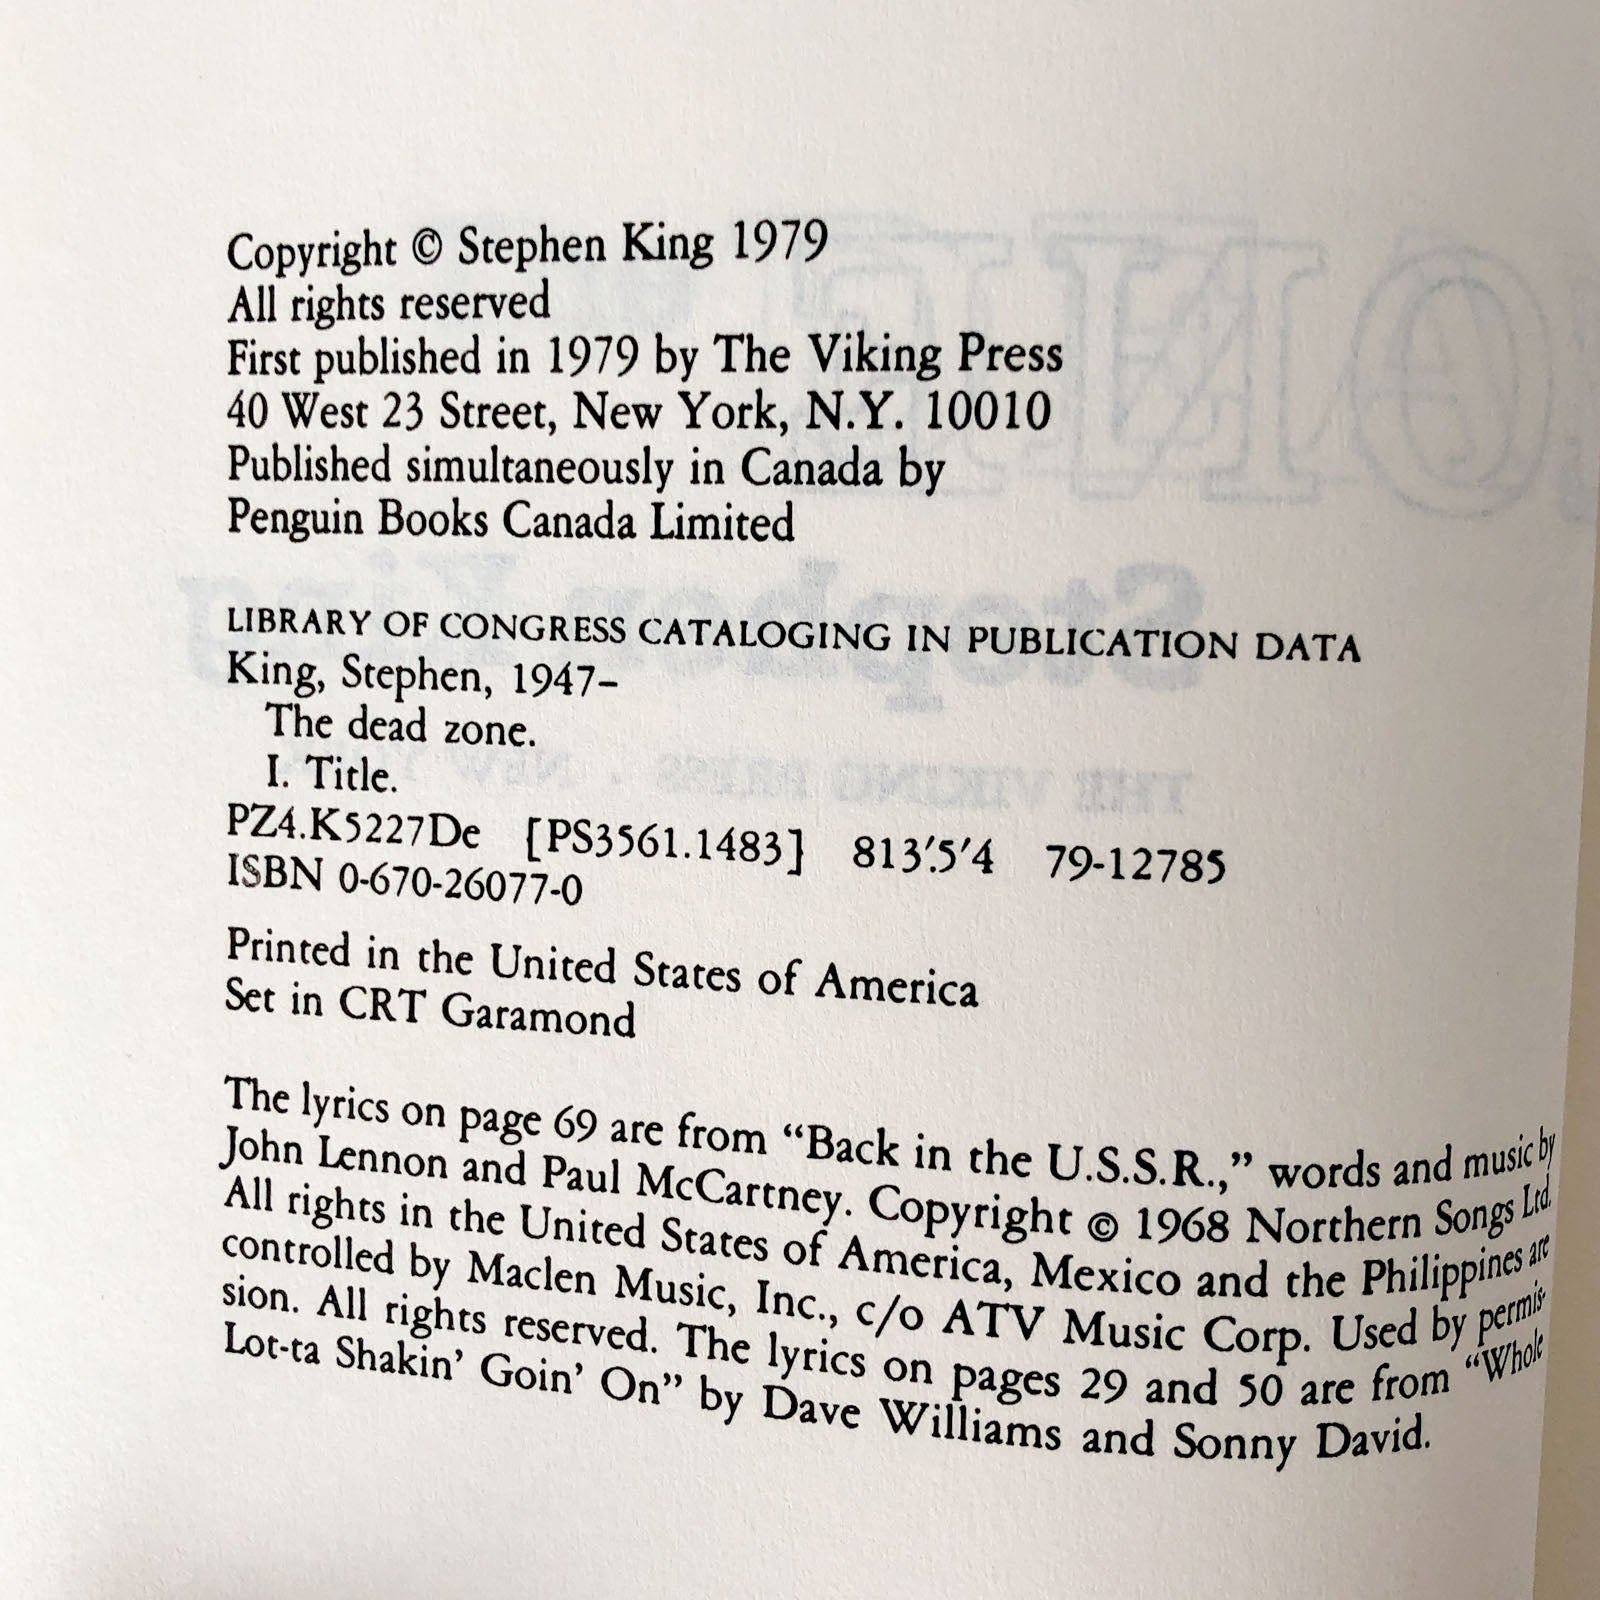 Copyright © Stephen King 1979
All rights reserved
First published in 1979 by The Viking Press
40 West 23 Street, New York, N.Y. 10010
Published simultaneously in Canada by
Penguin Books Canada Limited
LIBRARY OF CONGRESS CATALOGING IN PUBLICATION DATA
King, Stephen, 1947–
The dead zone.
I. Title.
PZ4.K5227De [PS3561.1483] 813'.5'4 79-12785
ISBN 0-670-26077-0
Printed in the United States of America
Set in CRT Garamond
The lyrics on page 69 are from “Back in the U.S.S.R.,” words and music by
John Lennon and Paul McCartney. Copyright © 1968 Northern Songs Ltd.
All rights in the United States of America, Mexico and the Philippines are
controlled by Maclen Music, Inc., c/o ATV Music Corp. Used by permis-
sion. All rights reserved. The lyrics on pages 29 and 50 are from “Whole
Lot-ta Shakin’ Goin’ On” by Dave Williams and Sonny David.